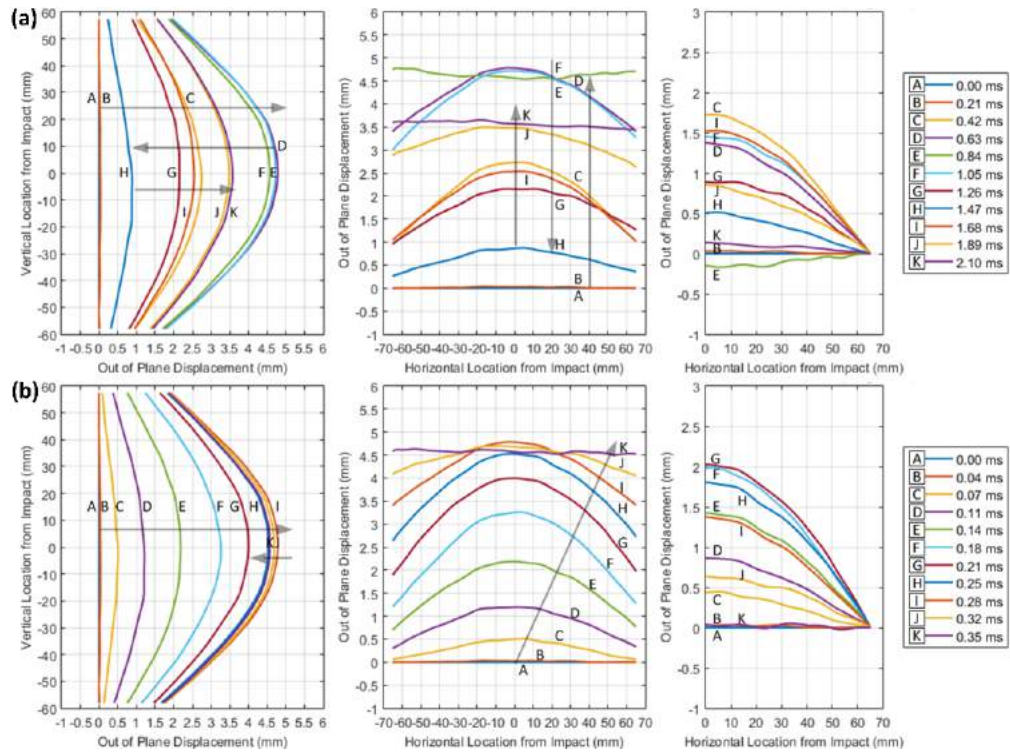 (a)
Vertical Location from Impact (mm)
60
50
40
30
20
10
0
-10
-20
-30
-40
-50
-60
A B C D H G F E I J K
-1 -0.5 0 0.5 1 1.5 2 2.5 3 3.5 4 4.5 5 5.5 6
Out of Plane Displacement (mm)
Out of Plane Displacement (mm)
6
5.5
5
4.5
4
3.5
3
2.5
2
1.5
1
0.5
0
-0.5
-1
F D E K J C I G H B A
-70 -60 -50 -40 -30 -20 -10 0 10 20 30 40 50 60 70
Horizontal Location from Impact (mm)
Out of Plane Displacement (mm)
3
2.5
2
1.5
1
0.5
0
-0.5
-1
C I F D G J H K B E
0 10 20 30 40 50 60 70
Horizontal Location from Impact (mm)
A 0.00 ms
B 0.21 ms
C 0.42 ms
D 0.63 ms
E 0.84 ms
F 1.05 ms
G 1.26 ms
H 1.47 ms
I 1.68 ms
J 1.89 ms
K 2.10 ms
(b)
Vertical Location from Impact (mm)
60
50
40
30
20
10
0
-10
-20
-30
-40
-50
-60
A B C D E F G H I K J
-1 -0.5 0 0.5 1 1.5 2 2.5 3 3.5 4 4.5 5 5.5 6
Out of Plane Displacement (mm)
Out of Plane Displacement (mm)
6
5.5
5
4.5
4
3.5
3
2.5
2
1.5
1
0.5
0
-0.5
-1
K J I H G F E D C B A
-70 -60 -50 -40 -30 -20 -10 0 10 20 30 40 50 60 70
Horizontal Location from Impact (mm)
Out of Plane Displacement (mm)
3
2.5
2
1.5
1
0.5
0
-0.5
-1
G F H E I D J C B K A
0 10 20 30 40 50 60 70
Horizontal Location from Impact (mm)
A 0.00 ms
B 0.04 ms
C 0.07 ms
D 0.11 ms
E 0.14 ms
F 0.18 ms
G 0.21 ms
H 0.25 ms
I 0.28 ms
J 0.32 ms
K 0.35 ms